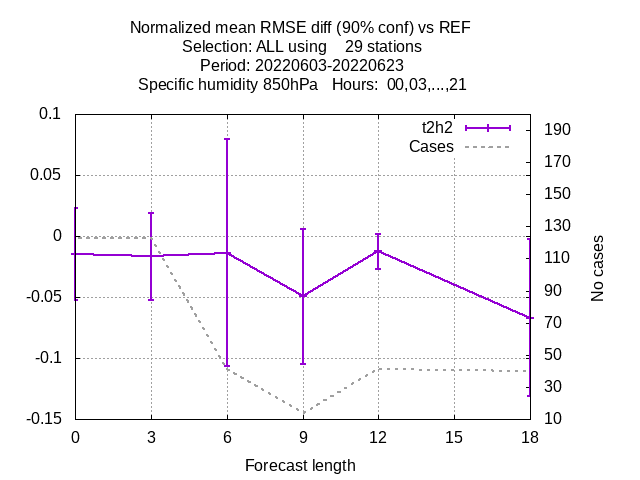 Normalized mean RMSE diff (90% conf) vs REF
Selection: ALL using    29 stations
Period: 20220603-20220623
Specific humidity 850hPa   Hours:  00,03,...,21
t2h2
Cases
0.1
0.05
0
-0.05
-0.1
-0.15
190
170
150
130
110
90
70
50
30
10
No cases
0 3 6 9 12 15 18
Forecast length